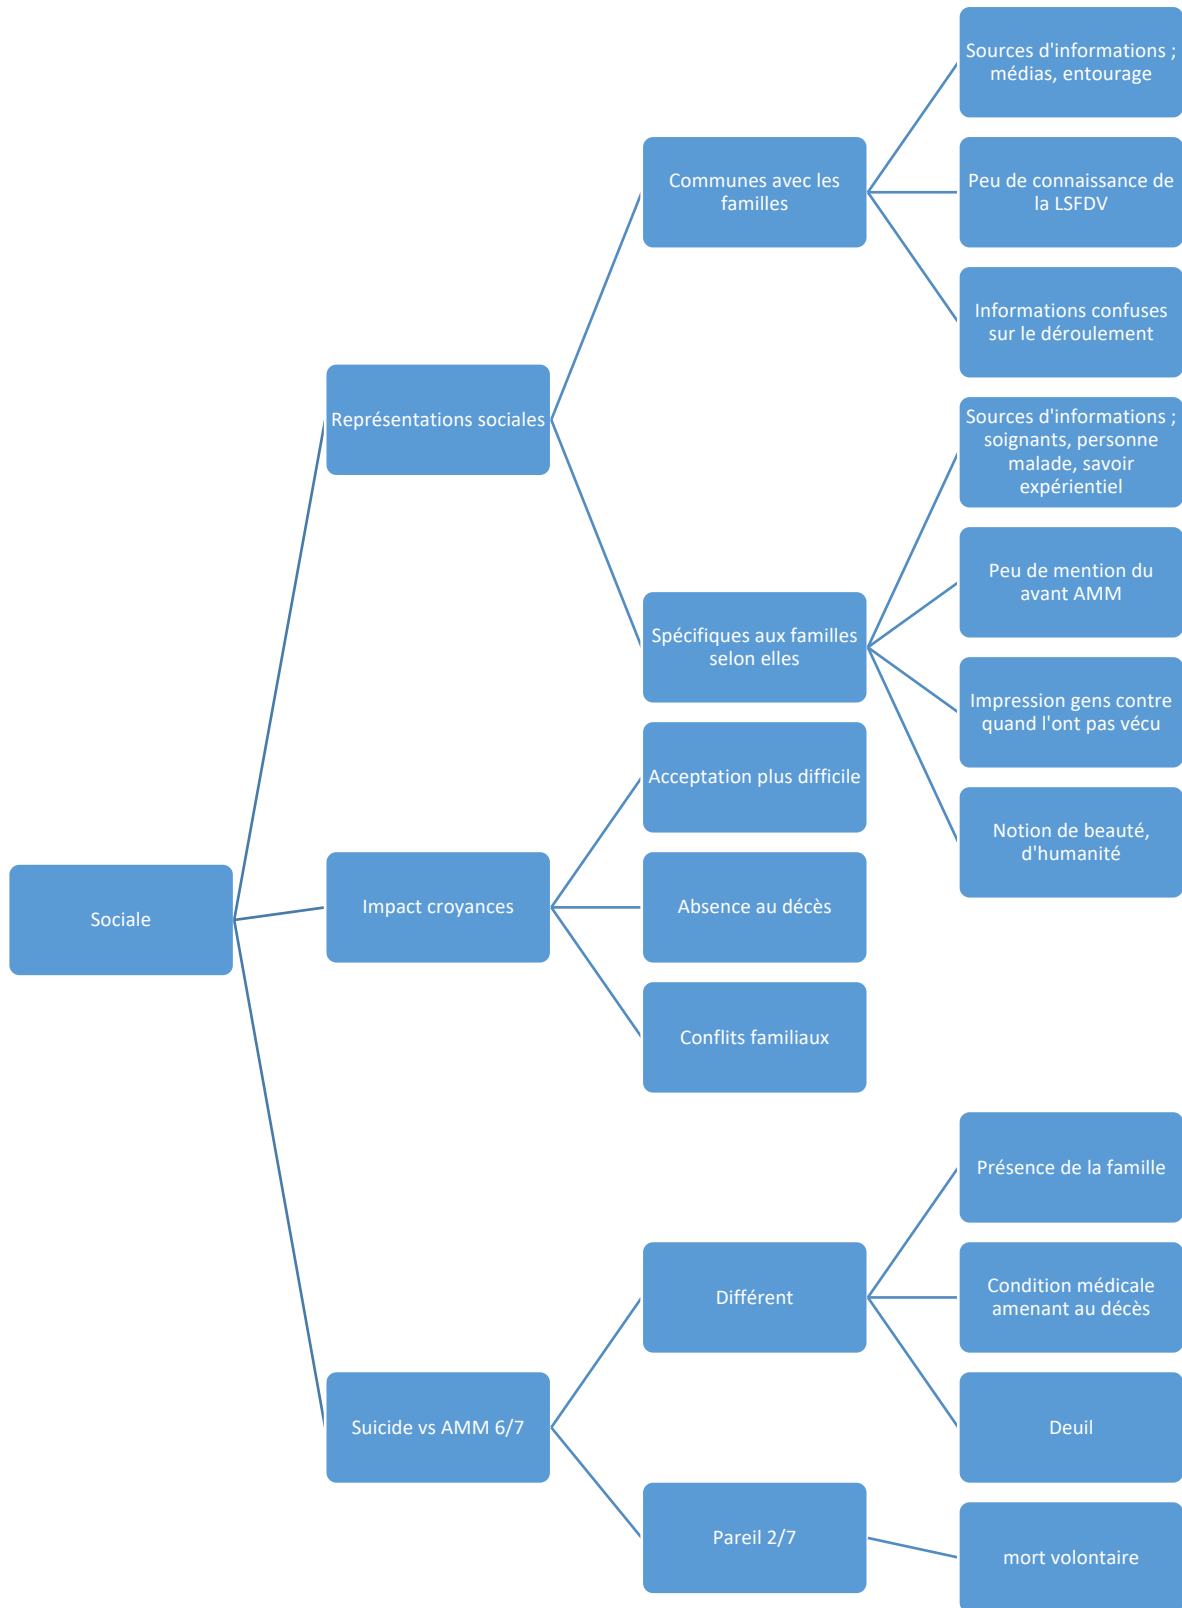 Sociale
Représentations sociales
Communes avec les
familles
Sources d'informations ;
médias, entourage
Peu de connaissance de
la LSFDV
Informations confuses
sur le déroulement
Spécifiques aux familles
selon elles
Sources d'informations ;
soignants, personne
malade, savoir
expérientiel
Peu de mention du
avant AMM
Impression gens contre
quand l'ont pas vécu
Notion de beauté,
d'humanité
Impact croyances
Acceptation plus difficile
Absence au décès
Conflits familiaux
Suicide vs AMM 6/7
Différent
Présence de la famille
Condition médicale
amenant au décès
Deuil
Pareil 2/7
mort volontaire